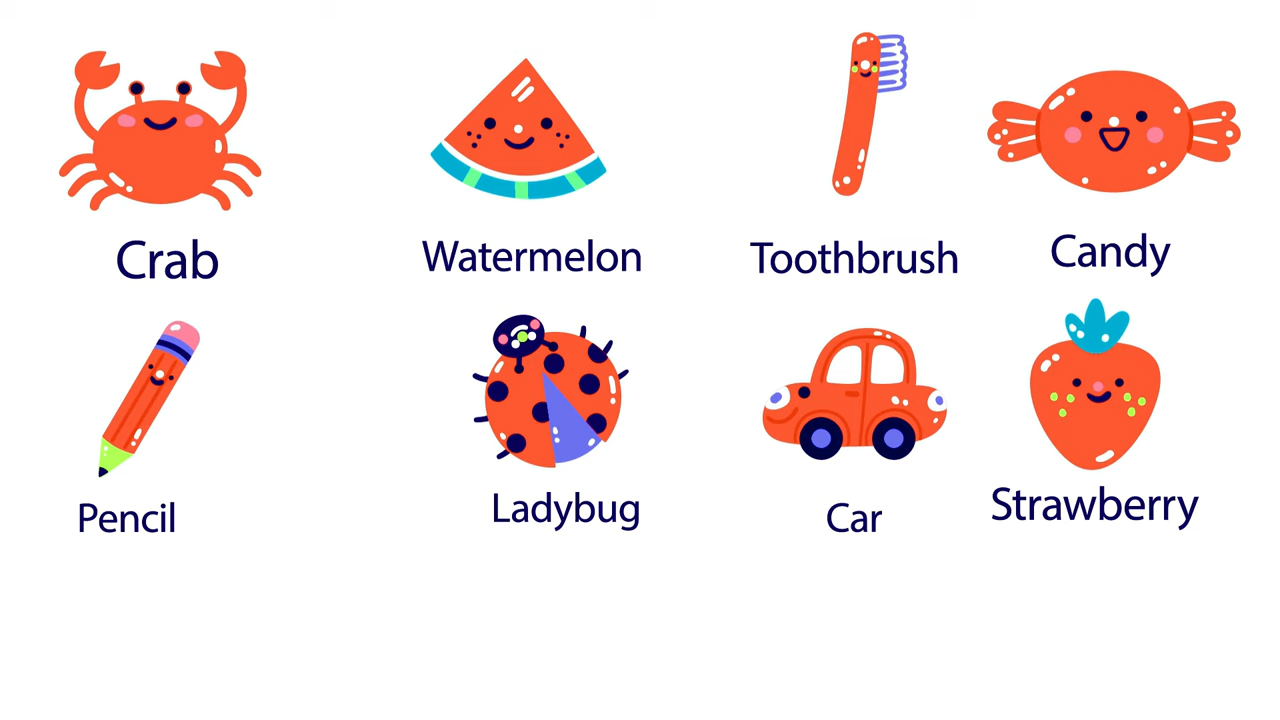 Crab
Watermelon
Toothbrush
Candy
Pencil
Ladybug
Car
Strawberry